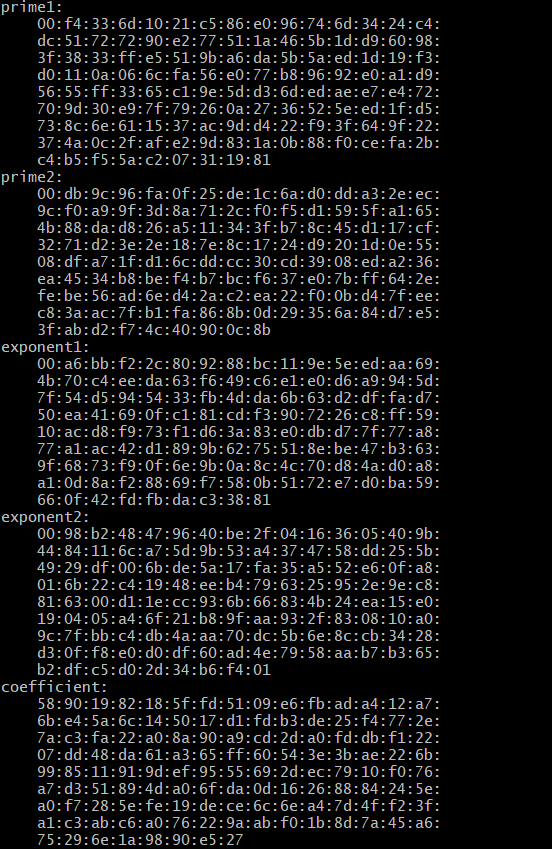 prime1:
00:f4:33:6d:10:21:c5:86:e0:96:74:6d:34:24:c4:
dc:51:72:72:90:e2:77:51:1a:46:5b:1d:d9:60:98:
3f:38:33:ff:e5:51:9b:a6:da:5b:5a:ed:1d:19:f3:
d0:11:0a:06:6c:fa:56:e0:77:b8:96:92:e0:a1:d9:
56:55:ff:33:65:c1:9e:5d:d3:6d:ed:ae:e7:e4:72:
70:9d:30:e9:7f:79:26:0a:27:36:52:5e:ed:1f:d5:
73:8c:6e:61:15:37:ac:9d:d4:22:f9:3f:64:9f:22:
37:4a:0c:2f:af:e2:9d:83:1a:0b:88:f0:ce:fa:2b:
c4:b5:f5:5a:c2:07:31:19:81
prime2:
00:db:9c:96:fa:0f:25:de:1c:6a:d0:dd:a3:2e:ec:
9c:f0:a9:9f:3d:8a:71:2c:f0:f5:d1:59:5f:a1:65:
4b:88:da:d8:26:a5:11:34:3f:b7:8c:45:d1:17:cf:
32:71:d2:3e:2e:18:7e:8c:17:24:d9:20:1d:0e:55:
08:df:a7:1f:d1:6c:dd:cc:30:cd:39:08:ed:a2:36:
ea:45:34:b8:be:f4:b7:bc:f6:37:e0:7b:ff:64:2e:
fe:be:56:ad:6e:d4:2a:c2:ea:22:f0:0b:d4:7f:ee:
c8:3a:ac:7f:b1:fa:86:8b:0d:29:35:6a:84:d7:e5:
3f:ab:d2:f7:4c:40:90:0c:8b
exponent1:
00:a6:bb:f2:2c:80:92:88:bc:11:9e:5e:ed:aa:69:
4b:70:c4:ee:da:63:f6:49:c6:e1:e0:d6:a9:94:5d:
7f:54:d5:94:54:33:fb:4d:da:6b:63:d2:df:fa:d7:
50:ea:41:69:0f:c1:81:cd:f3:90:72:26:c8:ff:59:
10:ac:d8:f9:73:f1:d6:3a:83:e0:db:d7:7f:77:a8:
77:a1:ac:42:d1:89:9b:62:75:51:8e:be:47:b3:63:
9f:68:73:f9:0f:6e:9b:0a:8c:4c:70:d8:4a:d0:a8:
a1:0d:8a:f2:88:69:f7:58:0b:51:72:e7:d0:ba:59:
66:0f:42:fd:fb:da:c3:38:81
exponent2:
00:98:b2:48:47:96:40:be:2f:04:16:36:05:40:9b:
44:84:11:6c:a7:5d:9b:53:a4:37:47:58:dd:25:5b:
49:29:df:00:6b:de:5a:17:fa:35:a5:52:e6:0f:a8:
01:6b:22:c4:19:48:ee:b4:79:63:25:95:2e:9e:c8:
81:63:00:d1:1e:cc:93:6b:66:83:4b:24:ea:15:e0:
19:04:05:a4:6f:21:b8:9f:aa:93:2f:83:08:10:a0:
9c:7f:bb:c4:db:4a:aa:70:dc:5b:6e:8c:cb:34:28:
d3:0f:f8:e0:d0:df:60:ad:4e:79:58:aa:b7:b3:65:
b2:df:c5:d0:2d:34:b6:f4:01
coefficient:
58:90:19:82:18:5f:fd:51:09:e6:fb:ad:a4:12:a7:
6b:e4:5a:6c:14:50:17:d1:fd:b3:de:25:f4:77:2e:
7a:c3:fa:22:a0:8a:90:a9:cd:2d:a0:fd:db:f1:22:
07:dd:48:da:61:a3:65:ff:60:54:3e:3b:ae:22:6b:
99:85:11:91:9d:ef:95:55:69:2d:ec:79:10:f0:76:
a7:d3:51:89:4d:a0:6f:da:0d:16:26:88:84:24:5e:
a0:f7:28:5e:fe:19:de:ce:6c:6e:a4:7d:4f:f2:3f:
a1:c3:ab:c6:a0:76:22:9a:ab:f0:1b:8d:7a:45:a6:
75:29:6e:1a:98:90:e5:27